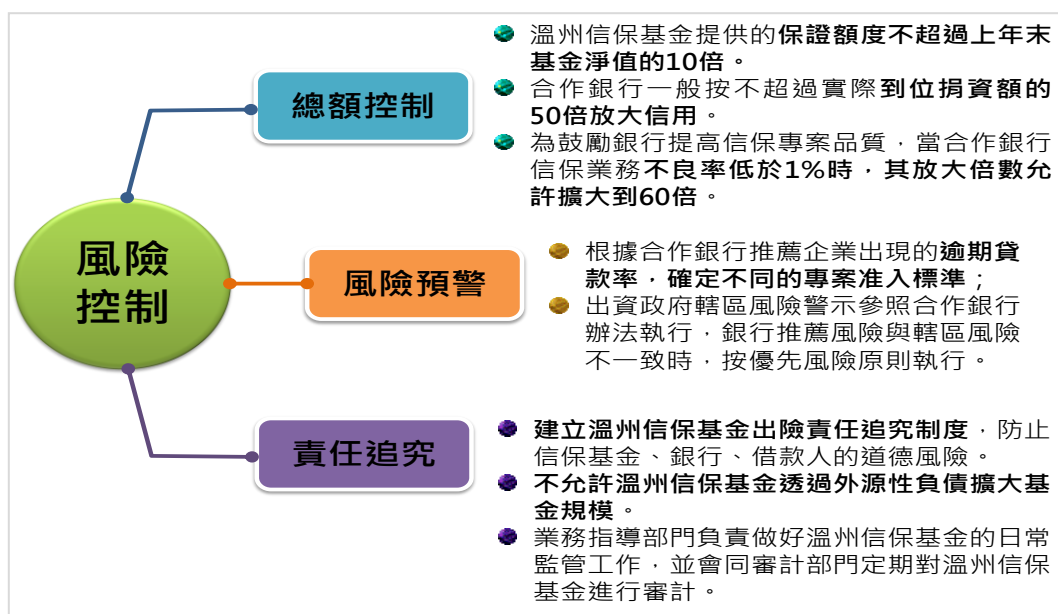 風險
控制
總額控制
溫州信保基金提供的保證額度不超過上年末
基金淨值的10倍。
合作銀行一般按不超過實際到位捐資額的
50倍放大信用。
為鼓勵銀行提高信保專案品質，當合作銀行
信保業務不良率低於1%時，其放大倍數允
許擴大到60倍。
風險預警
根據合作銀行推薦企業出現的逾期貸
款率，確定不同的專案准入標準；
出資政府轄區風險警示參照合作銀行
辦法執行，銀行推薦風險與轄區風險
不一致時，按優先風險原則執行。
責任追究
建立溫州信保基金出險責任追究制度，防止
信保基金、銀行、借款人的道德風險。
不允許溫州信保基金透過外源性負債擴大基
金規模。
業務指導部門負責做好溫州信保基金的日常
監管工作，並會同審計部門定期對溫州信保
基金進行審計。